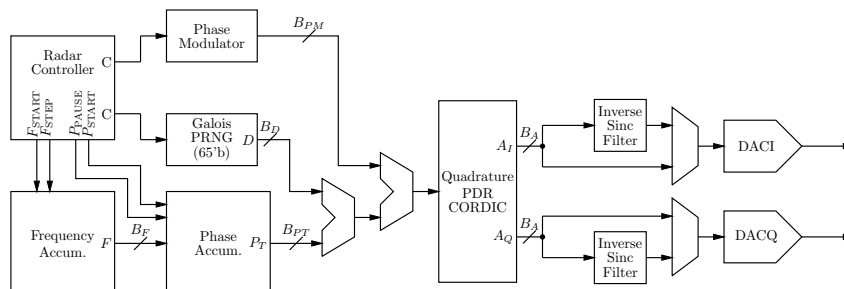 Radar
Controller
C
C
F_START
F_STEP
P_PAUSE
P_START
Phase
Modulator
B_PM
Galois
PRNG
(65'b)
D
B_D
Frequency
Accum.
F
B_F
Phase
Accum.
P_T
B_PT
Quadrature
PDR
CORDIC
A_I
A_Q
B_A
B_A
Inverse
Sinc
Filter
Inverse
Sinc
Filter
DACI
DACQ